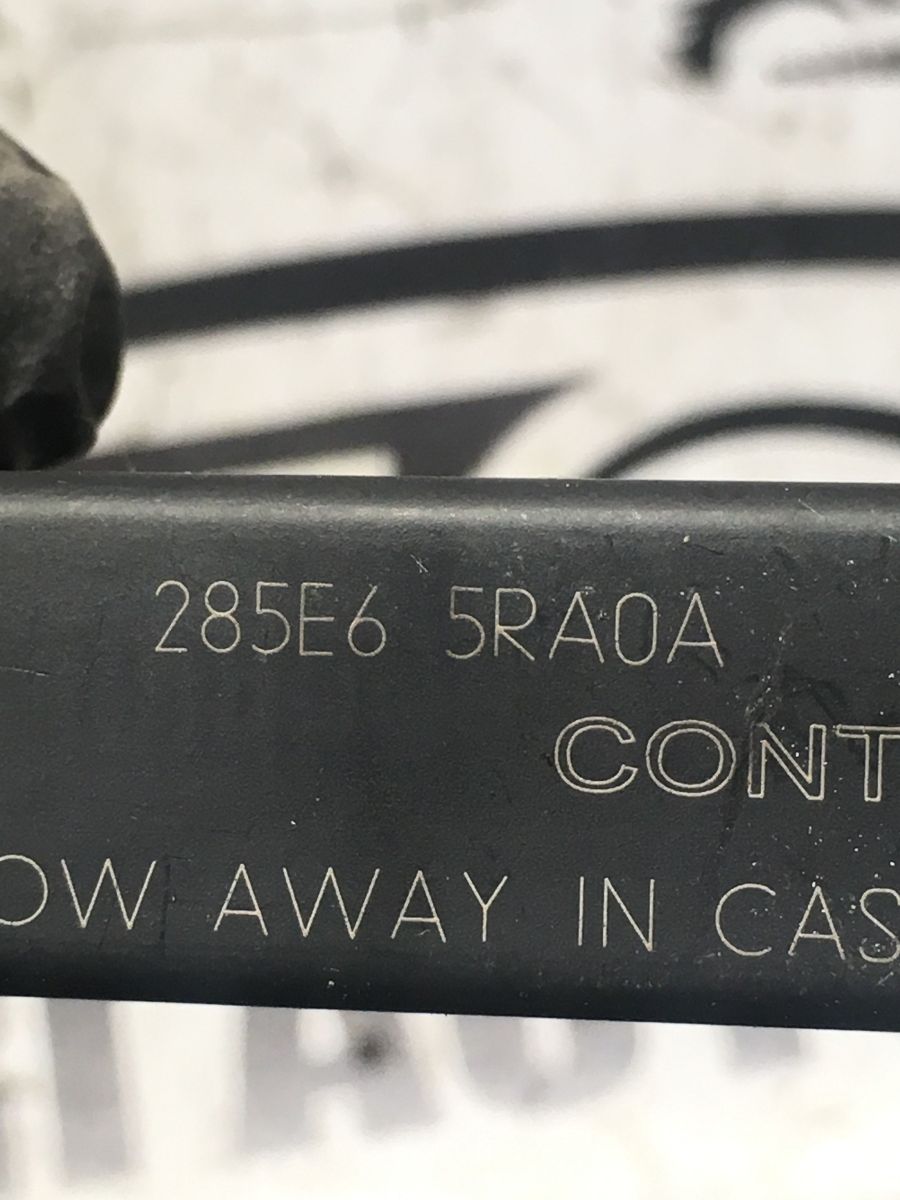 285E6 5RA0A
CONT
OW AWAY IN CAS